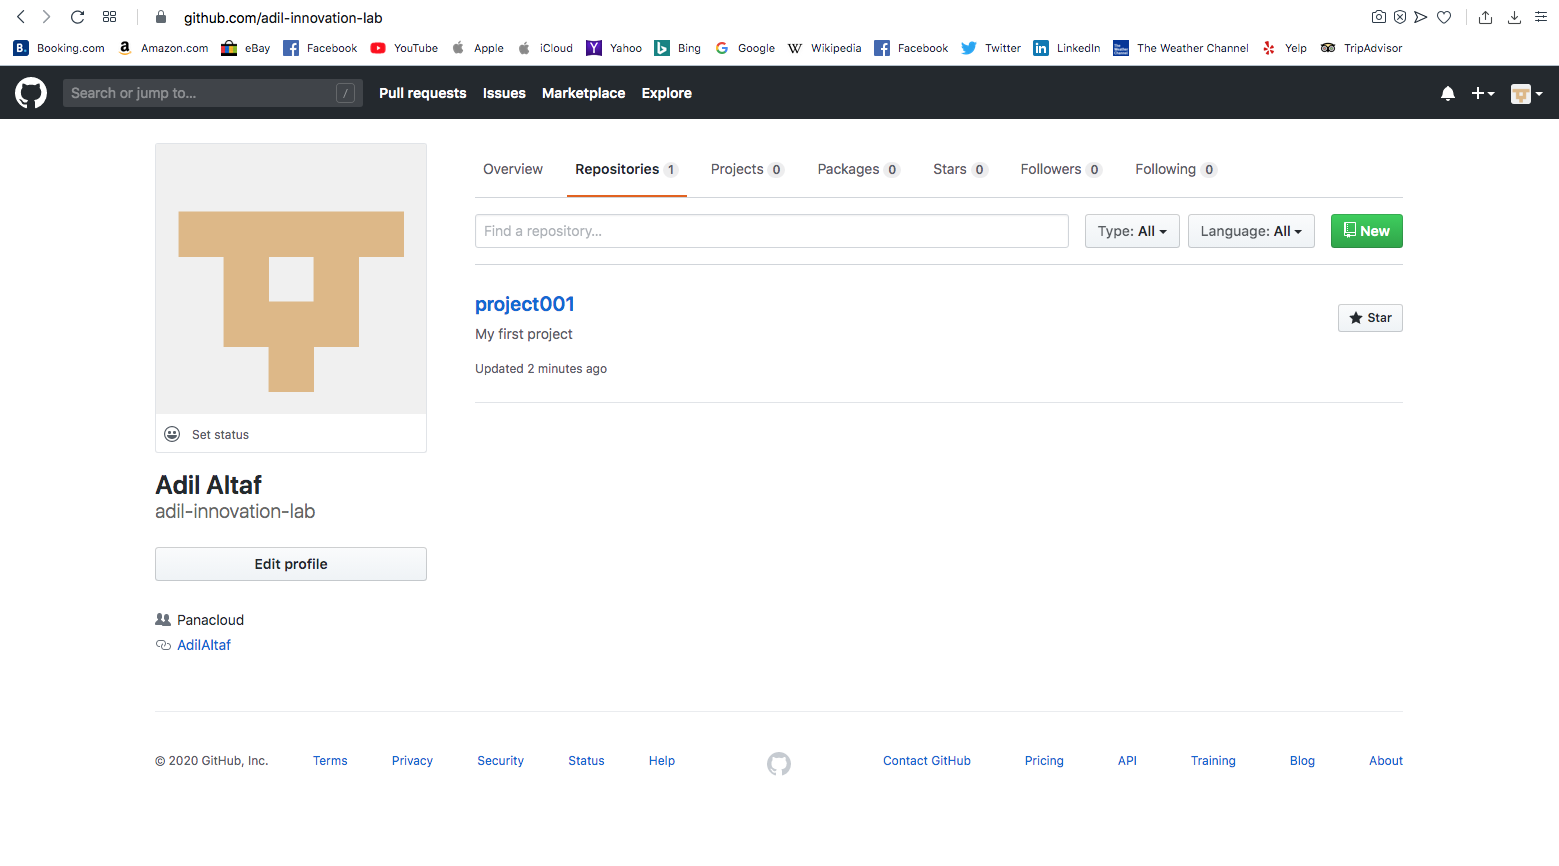 github.com/adil-innovation-lab
B. Booking.com a Amazon.com eBay Facebook YouTube Apple iCloud Y Yahoo Bing G Google W Wikipedia Facebook Twitter in LinkedIn The Weather Channel Yelp TripAdvisor
Search or jump to... / Pull requests Issues Marketplace Explore
Overview Repositories 1 Projects 0 Packages 0 Stars 0 Followers 0 Following 0
Find a repository... Type: All Language: All New
project001
My first project
Star
Updated 2 minutes ago
Set status
Adil Altaf
adil-innovation-lab
Edit profile
Panacloud
AdilAltaf
© 2020 GitHub, Inc. Terms Privacy Security Status Help Contact GitHub Pricing API Training Blog About